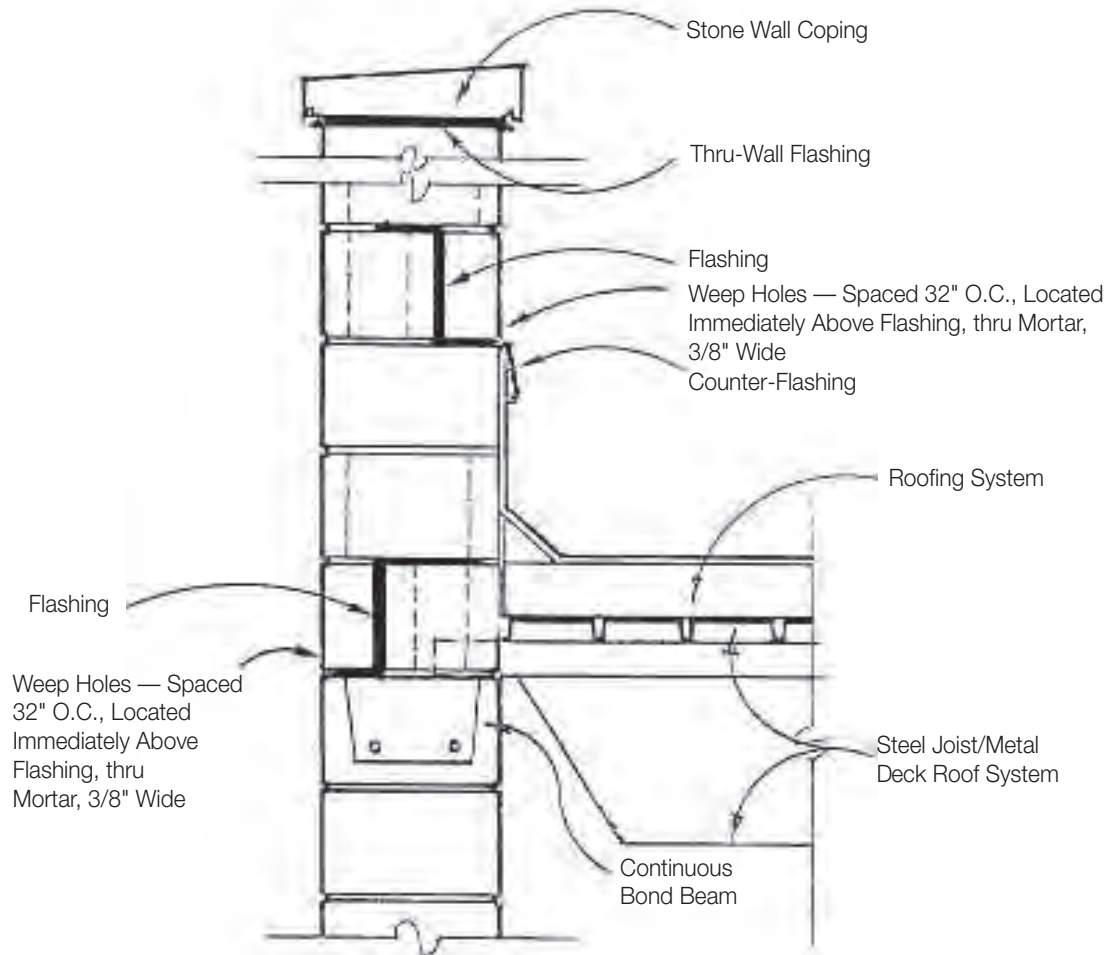 Stone Wall Coping
Thru-Wall Flashing
Flashing
Weep Holes — Spaced 32" O.C., Located
Immediately Above Flashing, thru Mortar,
3/8" Wide
Counter-Flashing
Roofing System
Flashing
Weep Holes — Spaced
32" O.C., Located
Immediately Above
Flashing, thru
Mortar, 3/8" Wide
Steel Joist/Metal
Deck Roof System
Continuous
Bond Beam